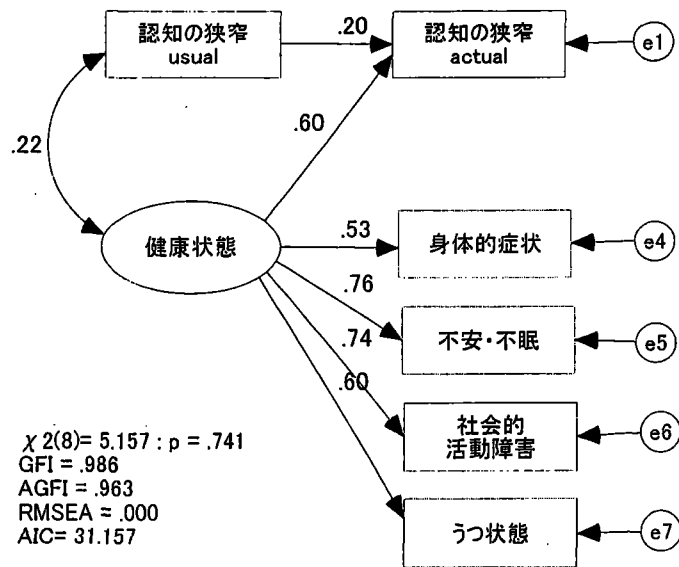 認知の狭窄
usual
.20
認知の狭窄
actual
e1
.60
.22
健康状態
.53
身体的症状
e4
.76
不安・不眠
e5
.74
.60
社会的
活動障害
e6
うつ状態
e7
χ2(8)= 5.157 : p = .741
GFI = .986
AGFI = .963
RMSEA = .000
AIC= 31.157